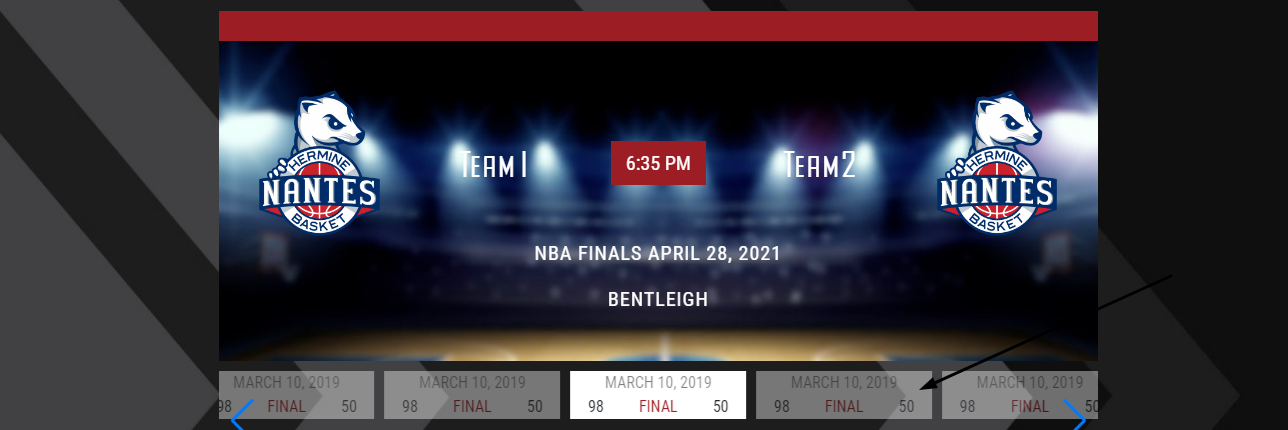 HERMINE
NANTES
BASKET
TEAM1
6:35 PM
TEAM2
HERMINE
NANTES
BASKET
NBA FINALS APRIL 28, 2021
BENTLEIGH
MARCH 10, 2019
98 FINAL 50
MARCH 10, 2019
98 FINAL 50
MARCH 10, 2019
98 FINAL 50
MARCH 10, 2019
98 FINAL 50
MARCH 10, 2019
98 FINAL 50